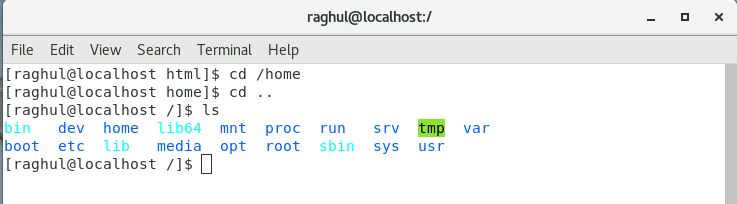 raghul@localhost:/
File Edit View Search Terminal Help
[raghul@localhost html]$ cd /home
[raghul@localhost home]$ cd ..
[raghul@localhost /]$ ls
bin dev home lib64 mnt proc run srv tmp var
boot etc lib media opt root sbin sys usr
[raghul@localhost /]$